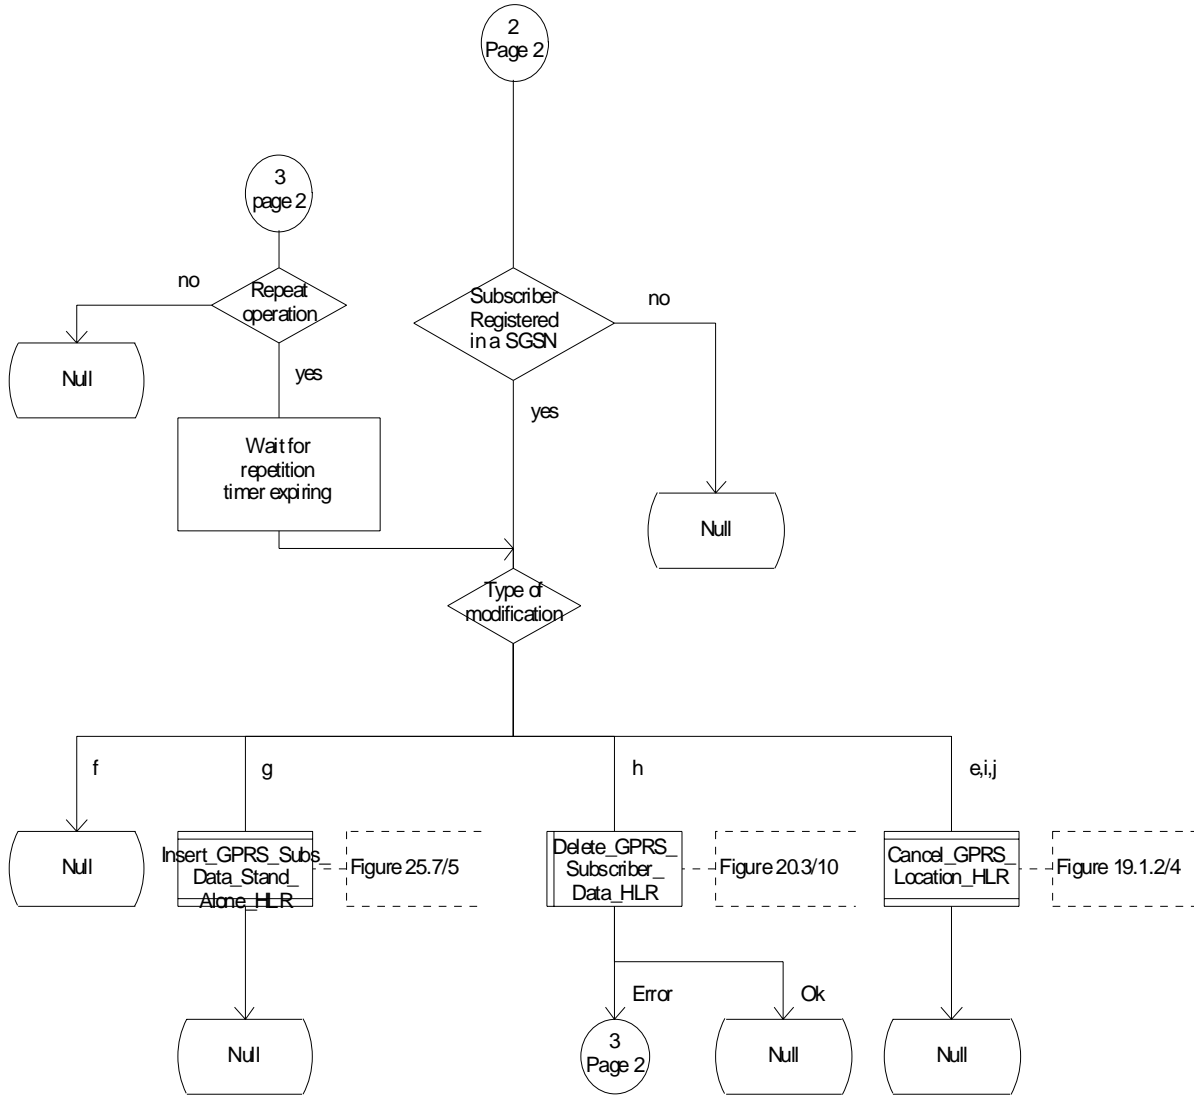 2
Page 2
3
page 2
no
Repeat
operation
Subscriber
Registered
in a SGSN
no
Null
yes
yes
Wait for
repetition
timer expiring
Null
Type of
modification
f
g
h
e,i,j
Null
Insert_GPRS_Subs_
Data_Stand_
Alone_HLR
Figure 25.7/5
Delete_GPRS_
Subscriber_
Data_HLR
Figure 20.3/10
Cancel_GPRS_
Location_HLR
Figure 19.1.2/4
Error
Ok
Null
3
Page 2
Null
Null